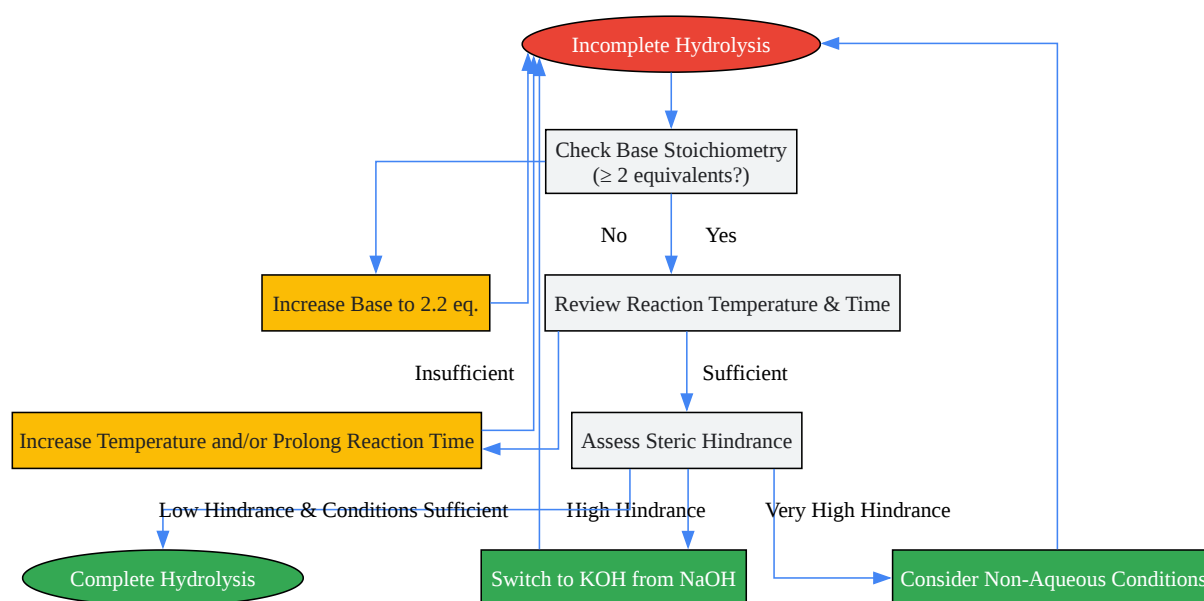 Incomplete Hydrolysis
Check Base Stoichiometry
(≥ 2 equivalents?)
No
Yes
Increase Base to 2.2 eq.
Review Reaction Temperature & Time
Insufficient
Sufficient
Increase Temperature and/or Prolong Reaction Time
Assess Steric Hindrance
Low Hindrance & Conditions Sufficient
High Hindrance
Very High Hindrance
Complete Hydrolysis
Switch to KOH from NaOH
Consider Non-Aqueous Conditions